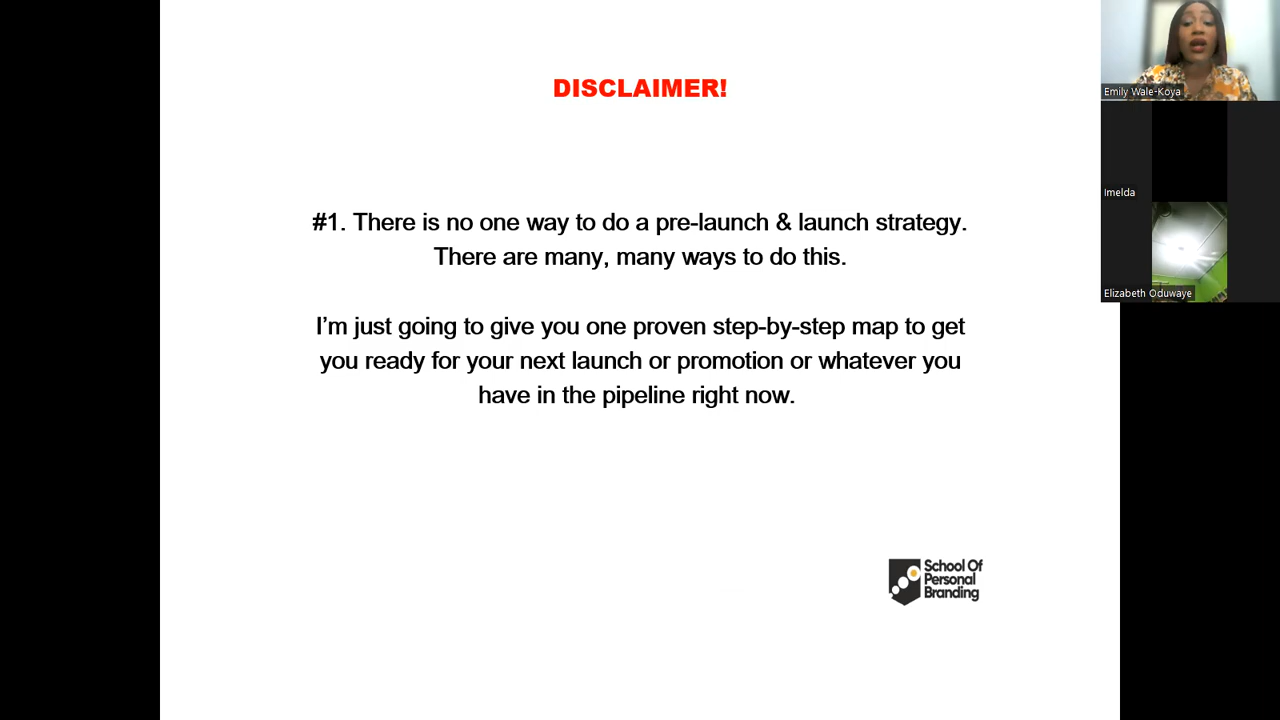 DISCLAIMER!
#1. There is no one way to do a pre-launch & launch strategy.
There are many, many ways to do this.
I'm just going to give you one proven step-by-step map to get
you ready for your next launch or promotion or whatever you
have in the pipeline right now.
School Of
Personal
Branding
Emily Wale-Koya
Imelda
Elizabeth Oduwaye